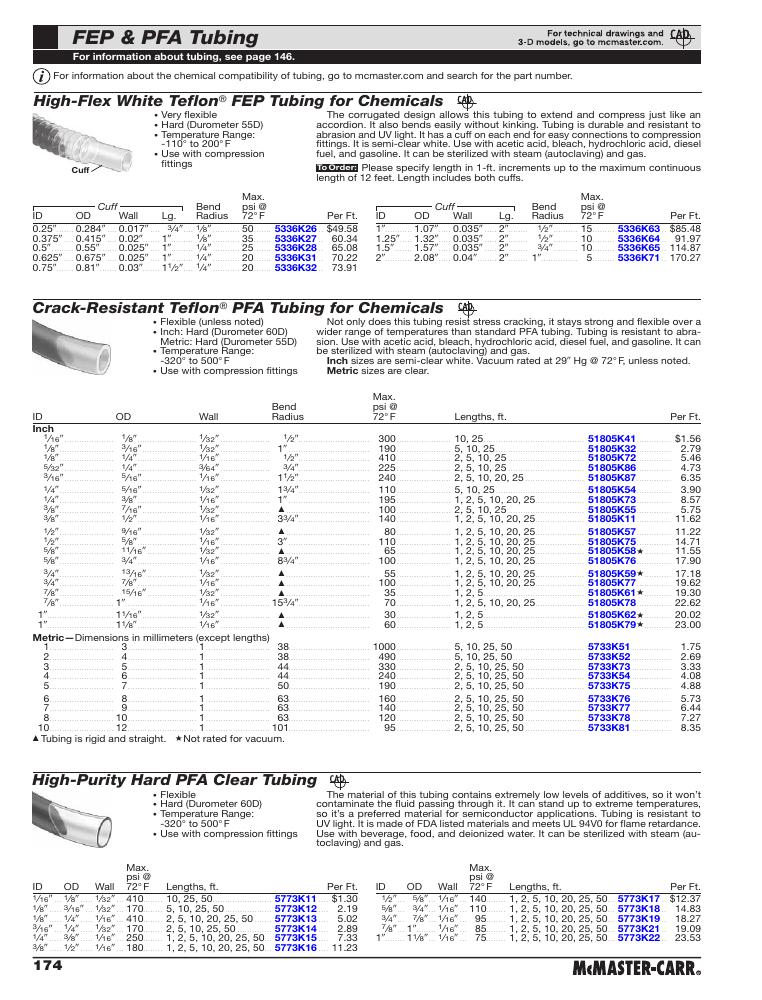 FEP & PFA Tubing
For technical drawings and
3-D models, go to mcmaster.com.
CAD
For information about tubing, see page 146.
i For information about the chemical compatibility of tubing, go to mcmaster.com and search for the part number.
High-Flex White Teflon® FEP Tubing for Chemicals CAD
Cuff
• Very flexible
• Hard (Durometer 55D)
• Temperature Range:
-110° to 200°F
• Use with compression
fittings
The corrugated design allows this tubing to extend and compress just like an
accordion. It also bends easily without kinking. Tubing is durable and resistant to
abrasion and UV light. It has a cuff on each end for easy connections to compression
fittings. It is semi-clear white. Use with acetic acid, bleach, hydrochloric acid, diesel
fuel, and gasoline. It can be sterilized with steam (autoclaving) and gas.
To Order: Please specify length in 1-ft. increments up to the maximum continuous
length of 12 feet. Length includes both cuffs.
Cuff
ID OD Wall Lg. Bend Radius Max. psi @ 72°F Per Ft.
0.25" 0.284" 0.017" 3/4" 1/8" 50 5336K26 $49.58
0.375" 0.415" 0.02" 1" 1/8" 35 5336K27 60.34
0.5" 0.55" 0.025" 1" 1/4" 25 5336K28 65.08
0.625" 0.675" 0.025" 1" 1/4" 20 5336K31 70.22
0.75" 0.81" 0.03" 1 1/2" 1/4" 20 5336K32 73.91
Cuff
ID OD Wall Lg. Bend Radius Max. psi @ 72°F Per Ft.
1" 1.07" 0.035" 2" 1/2" 15 5336K63 $85.48
1.25" 1.32" 0.035" 2" 1/2" 10 5336K64 91.97
1.5" 1.57" 0.035" 2" 3/4" 10 5336K65 114.87
2" 2.08" 0.04" 2" 1" 5 5336K71 170.27
Crack-Resistant Teflon® PFA Tubing for Chemicals CAD
• Flexible (unless noted)
• Inch: Hard (Durometer 60D)
Metric: Hard (Durometer 55D)
• Temperature Range:
-320° to 500°F
• Use with compression fittings
Not only does this tubing resist stress cracking, it stays strong and flexible over a
wider range of temperatures than standard PFA tubing. Tubing is resistant to abra-
sion. Use with acetic acid, bleach, hydrochloric acid, diesel fuel, and gasoline. It can
be sterilized with steam (autoclaving) and gas.
Inch sizes are semi-clear white. Vacuum rated at 29" Hg @ 72°F, unless noted.
Metric sizes are clear.
ID OD Wall Bend Radius Max. psi @ 72°F Lengths, ft. Per Ft.
Inch
1/16" 1/8" 1/32" 1/2" 300 10, 25 51805K41 $1.56
1/8" 3/16" 1/32" 1" 190 5, 10, 25 51805K32 2.79
1/8" 1/4" 1/16" 1/2" 410 2, 5, 10, 25 51805K72 5.46
5/32" 1/4" 3/64" 3/4" 225 2, 5, 10, 25 51805K86 4.73
3/16" 5/16" 1/16" 1 1/2" 240 2, 5, 10, 20, 25 51805K87 6.35
1/4" 5/16" 1/32" 1 3/4" 110 5, 10, 25 51805K54 3.90
1/4" 3/8" 1/16" 1" 195 1, 2, 5, 10, 20, 25 51805K73 8.57
3/8" 7/16" 1/32" ▲ 100 2, 5, 10, 25 51805K55 5.75
3/8" 1/2" 1/16" 3 3/4" 140 1, 2, 5, 10, 20, 25 51805K11 11.62
1/2" 9/16" 1/32" ▲ 80 1, 2, 5, 10, 20, 25 51805K57 11.22
1/2" 5/8" 1/16" 3" 110 1, 2, 5, 10, 20, 25 51805K75 14.71
5/8" 11/16" 1/32" ▲ 65 1, 2, 5, 10, 20, 25 51805K58★ 11.55
5/8" 3/4" 1/16" 8 3/4" 100 1, 2, 5, 10, 20, 25 51805K76 17.90
3/4" 13/16" 1/32" ▲ 55 1, 2, 5, 10, 20, 25 51805K59★ 17.18
3/4" 7/8" 1/16" ▲ 100 1, 2, 5, 10, 20, 25 51805K77 19.62
7/8" 15/16" 1/32" ▲ 35 1, 2, 5 51805K61★ 19.30
7/8" 1" 1/16" 15 3/4" 70 1, 2, 5, 10, 20, 25 51805K78 22.62
1" 1 1/16" 1/32" ▲ 30 1, 2, 5 51805K62★ 20.02
1" 1 1/8" 1/16" ▲ 60 1, 2, 5 51805K79★ 23.00
Metric—Dimensions in millimeters (except lengths)
1 3 1 38 1000 5, 10, 25, 50 5733K51 1.75
2 4 1 38 490 5, 10, 25, 50 5733K52 2.69
3 5 1 44 330 2, 5, 10, 25, 50 5733K73 3.33
4 6 1 44 240 2, 5, 10, 25, 50 5733K54 4.08
5 7 1 50 190 2, 5, 10, 25, 50 5733K75 4.88
6 8 1 63 160 2, 5, 10, 25, 50 5733K76 5.73
7 9 1 63 140 2, 5, 10, 25, 50 5733K77 6.44
8 10 1 63 120 2, 5, 10, 25, 50 5733K78 7.27
10 12 1 101 95 2, 5, 10, 25, 50 5733K81 8.35
▲ Tubing is rigid and straight. ★ Not rated for vacuum.
High-Purity Hard PFA Clear Tubing CAD
• Flexible
• Hard (Durometer 60D)
• Temperature Range:
-320° to 500°F
• Use with compression fittings
The material of this tubing contains extremely low levels of additives, so it won't
contaminate the fluid passing through it. It can stand up to extreme temperatures,
so it's a preferred material for semiconductor applications. Tubing is resistant to
UV light. It is made of FDA listed materials and meets UL 94V0 for flame retardance.
Use with beverage, food, and deionized water. It can be sterilized with steam (au-
toclaving) and gas.
ID OD Wall Max. psi @ 72°F Lengths, ft. Per Ft.
1/16" 1/8" 1/32" 410 10, 25, 50 5773K11 $1.30
1/8" 3/16" 1/32" 170 5, 10, 25, 50 5773K12 2.19
1/8" 1/4" 1/16" 410 2, 5, 10, 20, 25, 50 5773K13 5.02
3/16" 1/4" 1/32" 170 2, 5, 10, 25, 50 5773K14 2.89
1/4" 3/8" 1/16" 250 1, 2, 5, 10, 20, 25, 50 5773K15 7.33
3/8" 1/2" 1/16" 180 1, 2, 5, 10, 20, 25, 50 5773K16 11.23
ID OD Wall Max. psi @ 72°F Lengths, ft. Per Ft.
1/2" 5/8" 1/16" 140 1, 2, 5, 10, 20, 25, 50 5773K17 $12.37
5/8" 3/4" 1/16" 110 1, 2, 5, 10, 20, 25, 50 5773K18 14.83
3/4" 7/8" 1/16" 95 1, 2, 5, 10, 20, 25, 50 5773K19 18.27
7/8" 1" 1/16" 85 1, 2, 5, 10, 20, 25, 50 5773K21 19.09
1" 1 1/8" 1/16" 75 1, 2, 5, 10, 20, 25, 50 5773K22 23.53
174
McMASTER-CARR®